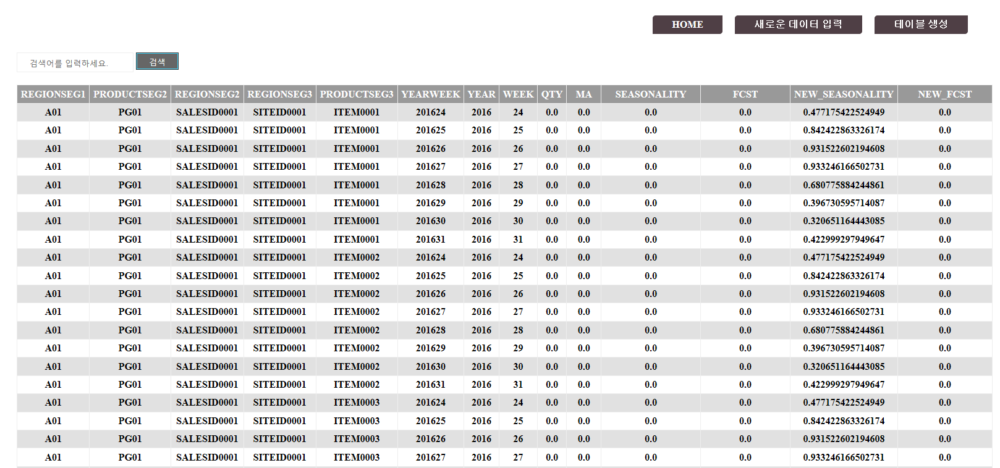 HOME 새로운 데이터 입력 테이블 생성
검색어를 입력하세요. 검색
REGIONSEG1 PRODUCTSEG2 REGIONSEG2 REGIONSEG3 PRODUCTSEG3 YEARWEEK YEAR WEEK QTY MA SEASONALITY FCST NEW_SEASONALITY NEW_FCST
A01 PG01 SALESID0001 SITEID0001 ITEM0001 201624 2016 24 0.0 0.0 0.0 0.0 0.477175422524949 0.0
A01 PG01 SALESID0001 SITEID0001 ITEM0001 201625 2016 25 0.0 0.0 0.0 0.0 0.842422863326174 0.0
A01 PG01 SALESID0001 SITEID0001 ITEM0001 201626 2016 26 0.0 0.0 0.0 0.0 0.931522602194608 0.0
A01 PG01 SALESID0001 SITEID0001 ITEM0001 201627 2016 27 0.0 0.0 0.0 0.0 0.933246166502731 0.0
A01 PG01 SALESID0001 SITEID0001 ITEM0001 201628 2016 28 0.0 0.0 0.0 0.0 0.680775884244861 0.0
A01 PG01 SALESID0001 SITEID0001 ITEM0001 201629 2016 29 0.0 0.0 0.0 0.0 0.396730595714087 0.0
A01 PG01 SALESID0001 SITEID0001 ITEM0001 201630 2016 30 0.0 0.0 0.0 0.0 0.320651164443085 0.0
A01 PG01 SALESID0001 SITEID0001 ITEM0001 201631 2016 31 0.0 0.0 0.0 0.0 0.422999297949647 0.0
A01 PG01 SALESID0001 SITEID0001 ITEM0002 201624 2016 24 0.0 0.0 0.0 0.0 0.477175422524949 0.0
A01 PG01 SALESID0001 SITEID0001 ITEM0002 201625 2016 25 0.0 0.0 0.0 0.0 0.842422863326174 0.0
A01 PG01 SALESID0001 SITEID0001 ITEM0002 201626 2016 26 0.0 0.0 0.0 0.0 0.931522602194608 0.0
A01 PG01 SALESID0001 SITEID0001 ITEM0002 201627 2016 27 0.0 0.0 0.0 0.0 0.933246166502731 0.0
A01 PG01 SALESID0001 SITEID0001 ITEM0002 201628 2016 28 0.0 0.0 0.0 0.0 0.680775884244861 0.0
A01 PG01 SALESID0001 SITEID0001 ITEM0002 201629 2016 29 0.0 0.0 0.0 0.0 0.396730595714087 0.0
A01 PG01 SALESID0001 SITEID0001 ITEM0002 201630 2016 30 0.0 0.0 0.0 0.0 0.320651164443085 0.0
A01 PG01 SALESID0001 SITEID0001 ITEM0002 201631 2016 31 0.0 0.0 0.0 0.0 0.422999297949647 0.0
A01 PG01 SALESID0001 SITEID0001 ITEM0003 201624 2016 24 0.0 0.0 0.0 0.0 0.477175422524949 0.0
A01 PG01 SALESID0001 SITEID0001 ITEM0003 201625 2016 25 0.0 0.0 0.0 0.0 0.842422863326174 0.0
A01 PG01 SALESID0001 SITEID0001 ITEM0003 201626 2016 26 0.0 0.0 0.0 0.0 0.931522602194608 0.0
A01 PG01 SALESID0001 SITEID0001 ITEM0003 201627 2016 27 0.0 0.0 0.0 0.0 0.933246166502731 0.0